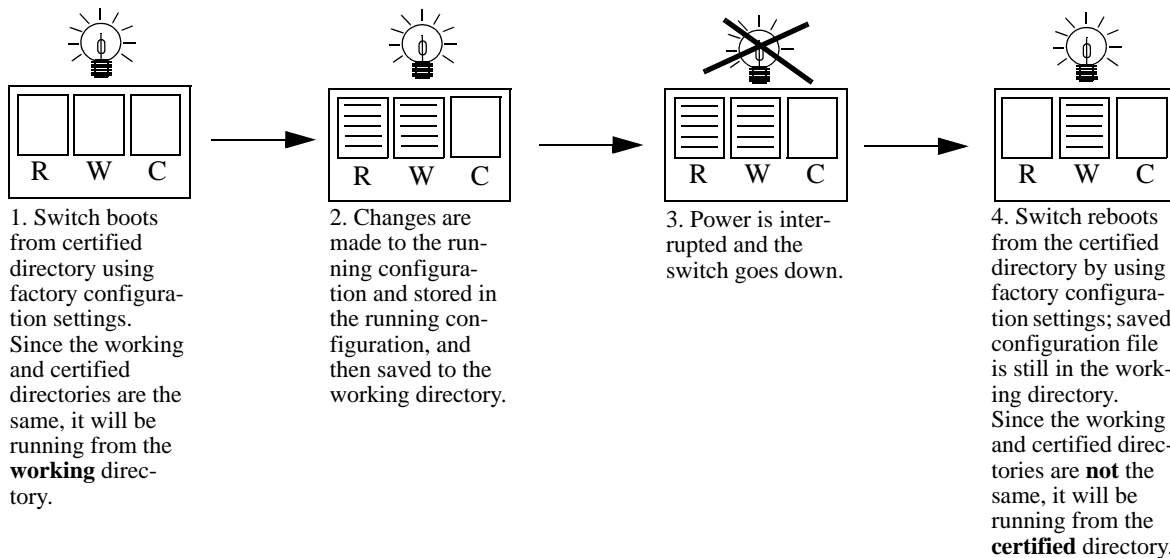 R W C
1. Switch boots
from certified
directory using
factory configura-
tion settings.
Since the working
and certified
directories are the
same, it will be
running from the
working direc-
tory.
R W C
2. Changes are
made to the run-
ning configura-
tion and stored in
the running con-
figuration, and
then saved to the
working directory.
R W C
3. Power is inter-
rupted and the
switch goes down.
R W C
4. Switch reboots
from the certified
directory by using
factory configura-
tion settings; saved
configuration file
is still in the work-
ing directory.
Since the working
and certified direc-
tories are not the
same, it will be
running from the
certified directory.